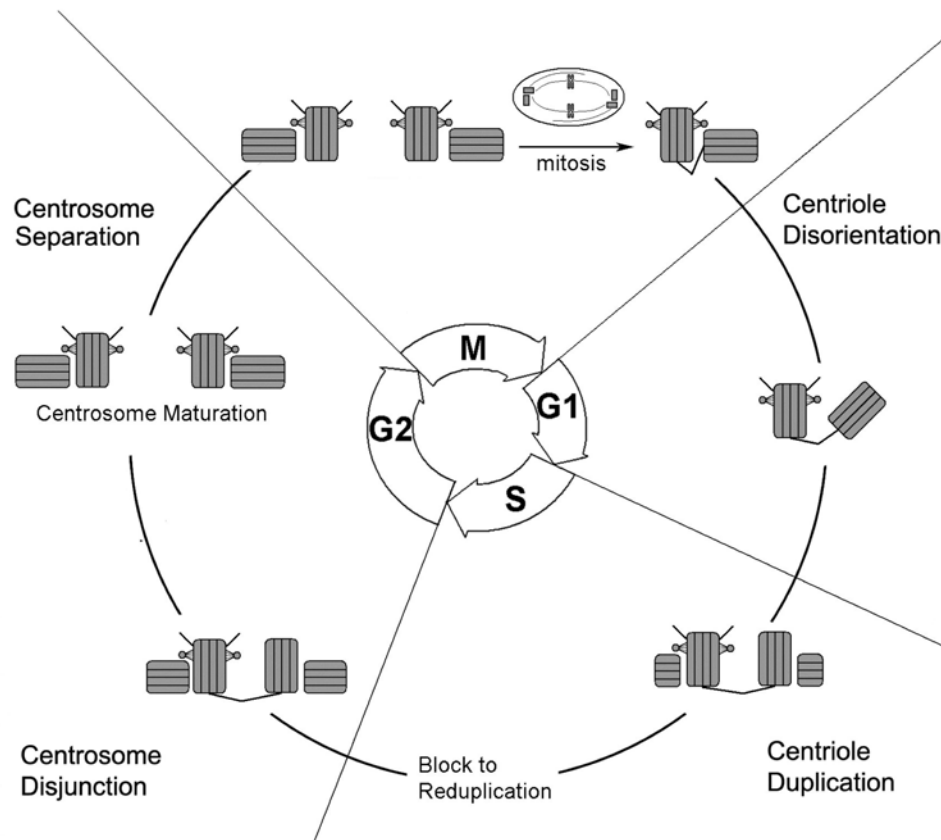 mitosis
Centrosome
Separation
Centriole
Disorientation
M
G1
Centrosome Maturation
G2
S
Centrosome
Disjunction
Block to
Reduplication
Centriole
Duplication